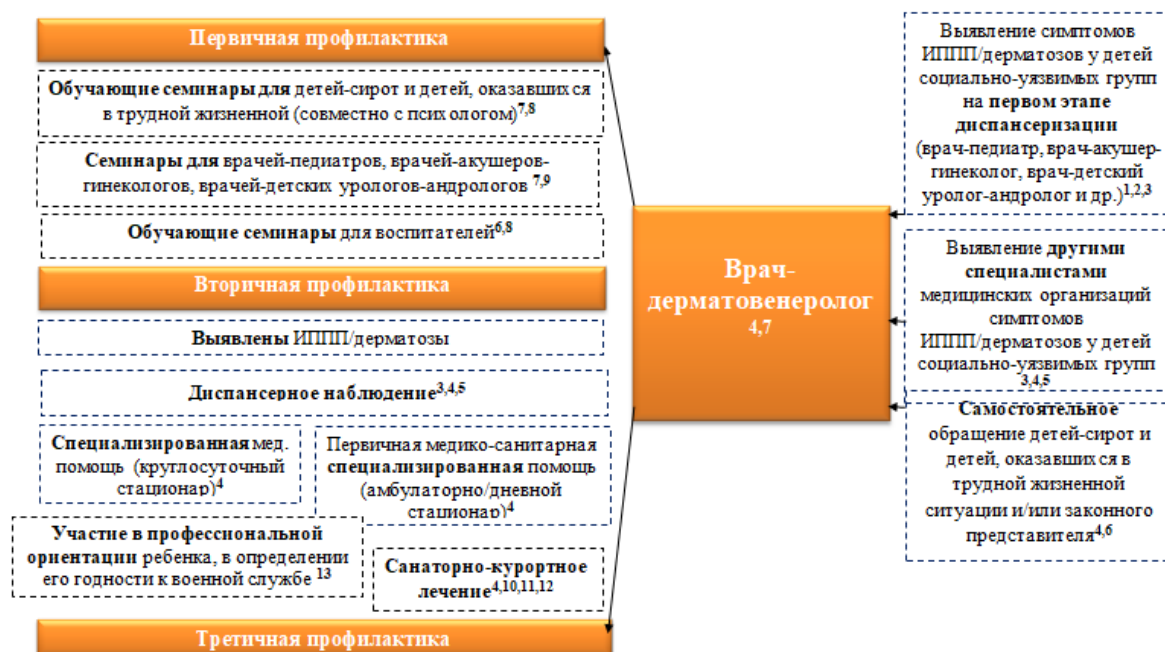 Первичная профилактика
Обучающие семинары для детей-сирот и детей, оказавшихся
в трудной жизненной (совместно с психологом)7,8
Семинары для врачей-педиатров, врачей-акушеров-
гинекологов, врачей-детских урологов-андрологов 7,9
Обучающие семинары для воспитателей6,8
Вторичная профилактика
Выявлены ИППП/дерматозы
Диспансерное наблюдение3,4,5
Специализированная мед.
помощь (круглосуточный
стационар)4
Первичная медико-санитарная
специализированная помощь
(амбулаторно/дневной
стационар)4
Участие в профессиональной
ориентации ребенка, в определении
его годности к военной службе 13
Санаторно-курортное
лечение4,10,11,12
Третичная профилактика
Врач-
дерматовенеролог
4,7
Выявление симптомов
ИППП/дерматозов у детей
социально-уязвимых групп
на первом этапе
диспансеризации
(врач-педиатр, врач-акушер-
гинеколог, врач-детский
уролог-андролог и др.)1,2,3
Выявление другими
специалистами
медицинских организаций
симптомов
ИППП/дерматозов у детей
социально-уязвимых групп
3,4,5
Самостоятельное
обращение детей-сирот и
детей, оказавшихся в
трудной жизненной
ситуации и/или законного
представителя4,6